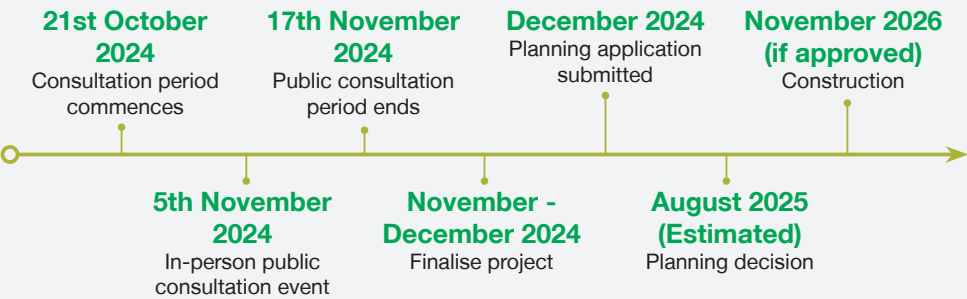 21st October
2024
Consultation period
commences
17th November
2024
Public consultation
period ends
December 2024
Planning application
submitted
November 2026
(if approved)
Construction
5th November
2024
In-person public
consultation event
November -
December 2024
Finalise project
August 2025
(Estimated)
Planning decision